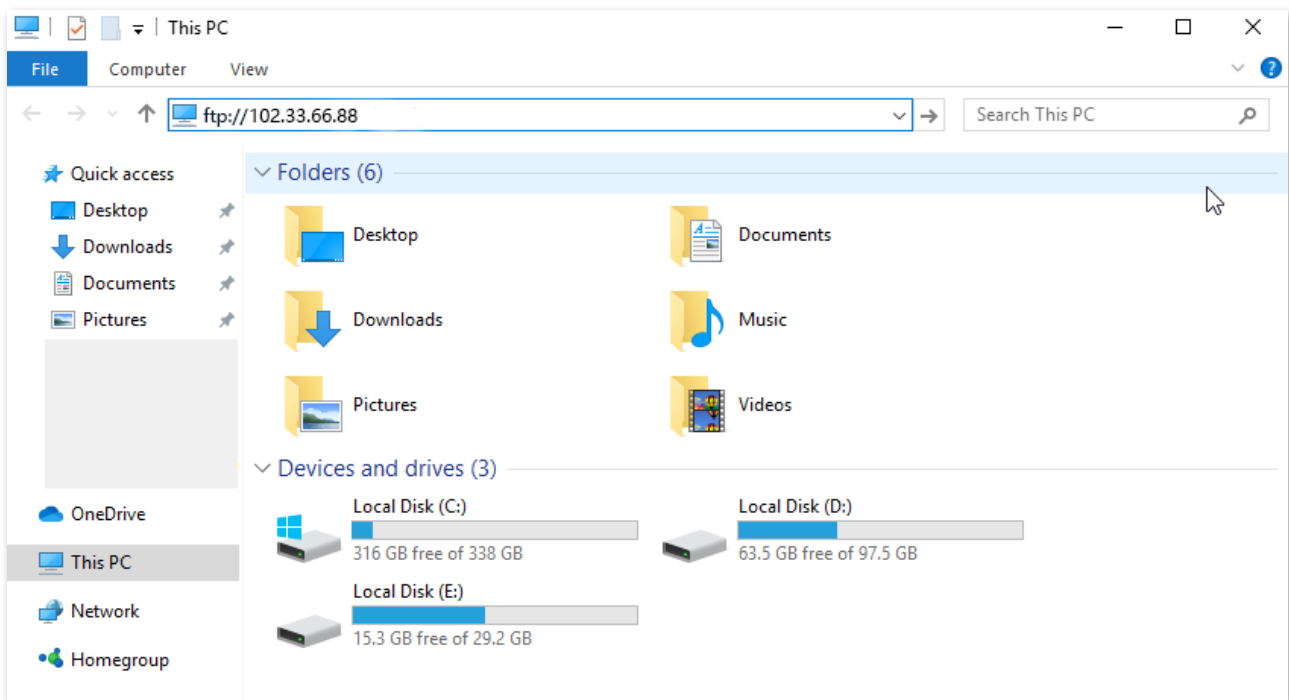 This PC
File Computer View
ftp://102.33.66.88
Search This PC
Quick access
Desktop
Downloads
Documents
Pictures
OneDrive
This PC
Network
Homegroup
Folders (6)
Desktop
Documents
Downloads
Music
Pictures
Videos
Devices and drives (3)
Local Disk (C:)
316 GB free of 338 GB
Local Disk (D:)
63.5 GB free of 97.5 GB
Local Disk (E:)
15.3 GB free of 29.2 GB